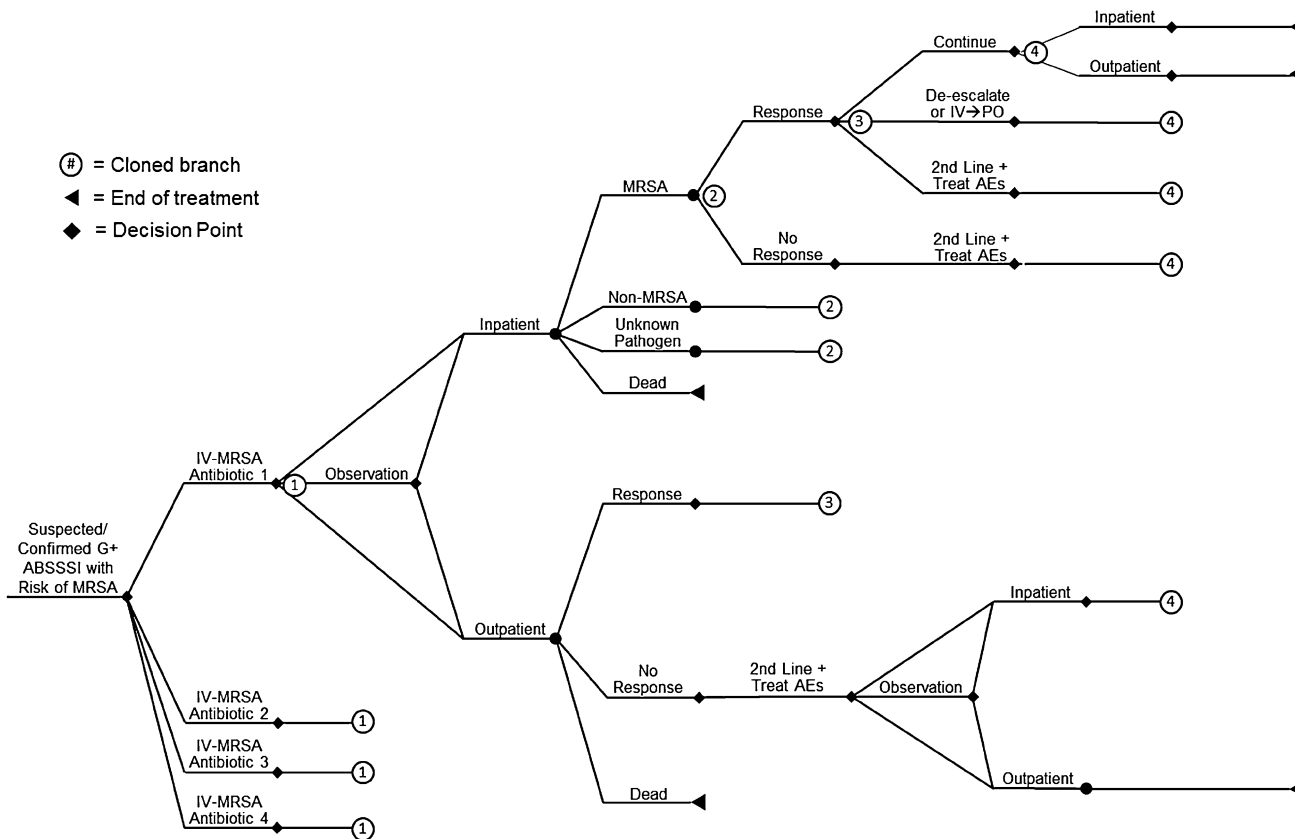 Inpatient
Continue
4
Outpatient
De-escalate
or IV→PO
Response
3
4
# = Cloned branch
2nd Line +
Treat AEs
4
MRSA
2
= End of treatment
= Decision Point
No
Response
2nd Line +
Treat AEs
4
Non-MRSA
2
Inpatient
Unknown
Pathogen
2
Dead
IV-MRSA
Antibiotic 1
1
Observation
Response
3
Suspected/
Confirmed G+
ABSSSI with
Risk of MRSA
Inpatient
4
Outpatient
No
Response
2nd Line +
Treat AEs
Observation
IV-MRSA
Antibiotic 2
1
IV-MRSA
Antibiotic 3
1
Outpatient
Dead
IV-MRSA
Antibiotic 4
1